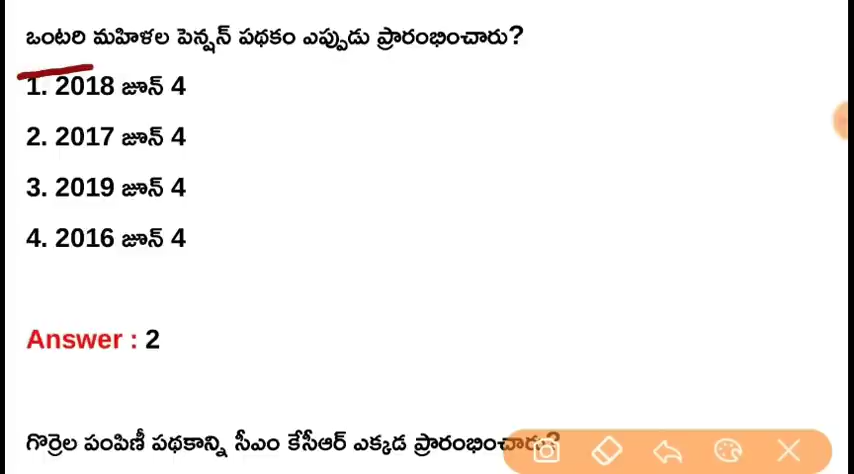 ఒంటరి మహిళల పెన్షన్ పథకం ఎప్పుడు ప్రారంభించారు?
1. 2018 జూన్ 4
2. 2017 జూన్ 4
3. 2019 జూన్ 4
4. 2016 జూన్ 4
Answer : 2
గొర్రెల పంపిణీ పథకాన్ని సీఎం కేసీఆర్ ఎక్కడ ప్రారంభించారు?